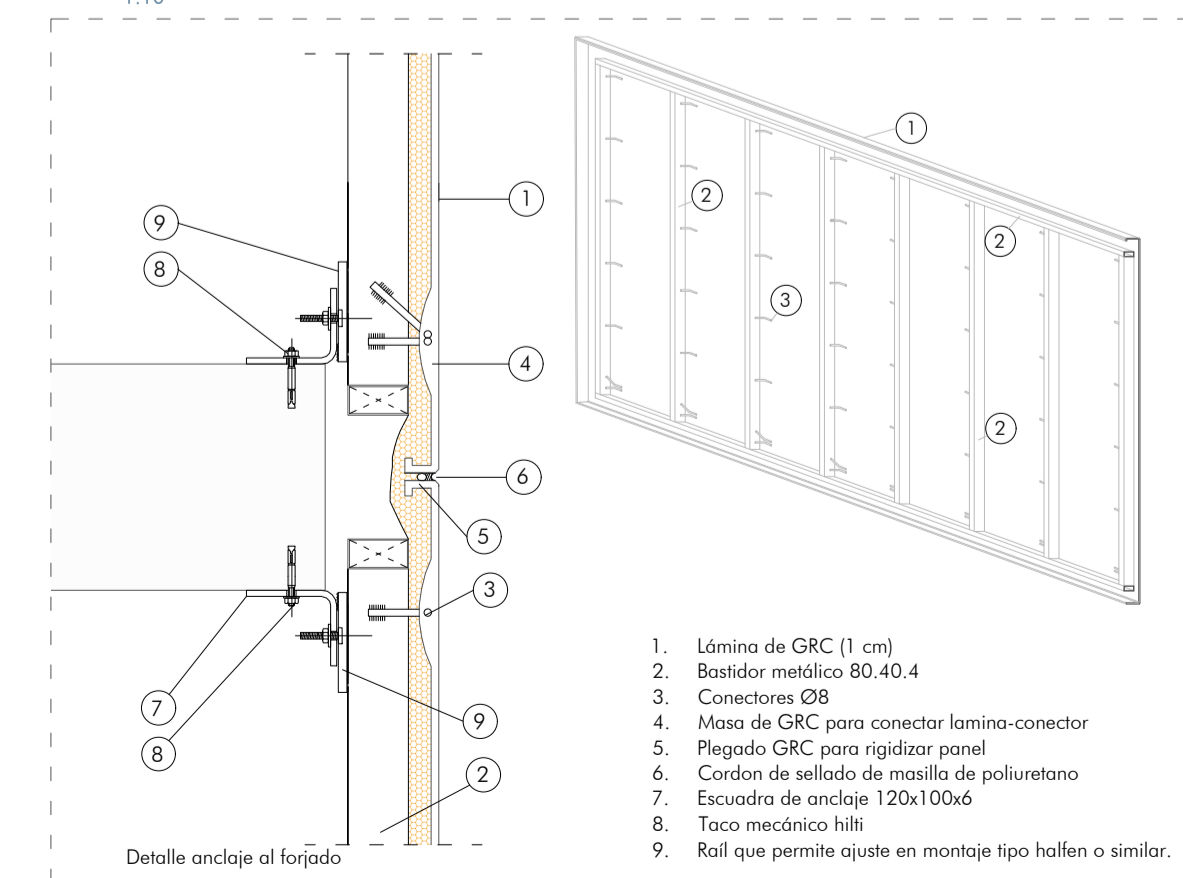 1:10
1
2
2
3
2
9
8
1
4
6
5
3
7
8
9
2
Detalle anclaje al forjado
1. Lámina de GRC (1 cm)
2. Bastidor metálico 80.40.4
3. Conectores Ø8
4. Masa de GRC para conectar lamina-conector
5. Plegado GRC para rigidizar panel
6. Cordon de sellado de masilla de poliuretano
7. Escuadra de anclaje 120x100x6
8. Taco mecánico hilti
9. Raíl que permite ajuste en montaje tipo halfen o similar.